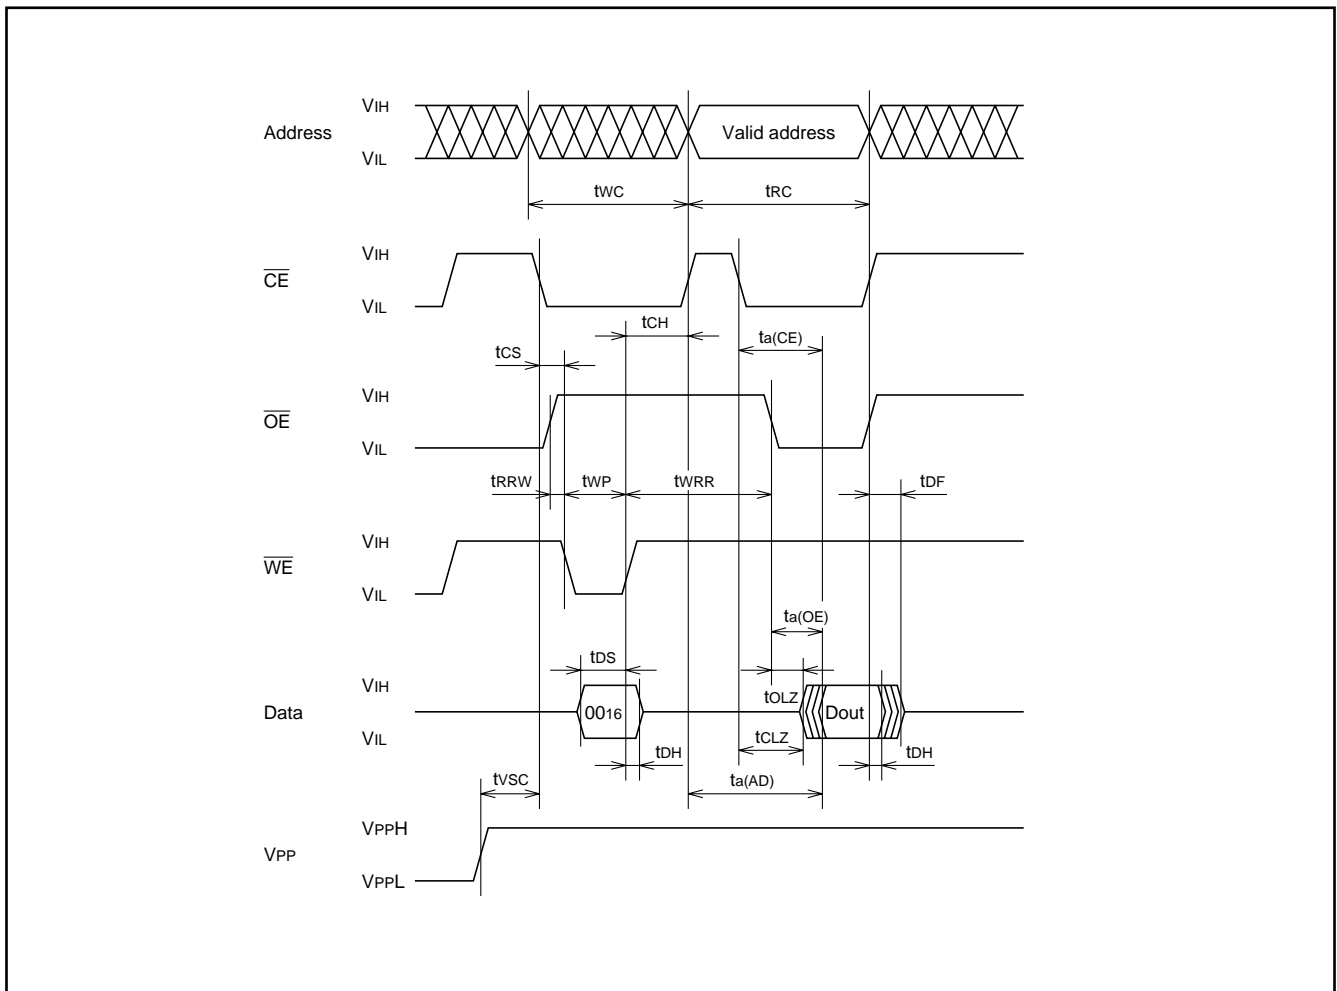 VIH
Address
Valid address
VIL
tWC
tRC
VIH
CE
VIL
tCH
ta(CE)
tCS
VIH
OE
VIL
tRRW
tWP
tWRR
tDF
VIH
WE
VIL
ta(OE)
tDS
VIH
tOLZ
Data
0016
Dout
VIL
tCLZ
tDH
tDH
tVSC
ta(AD)
VPPH
VPP
VPPL